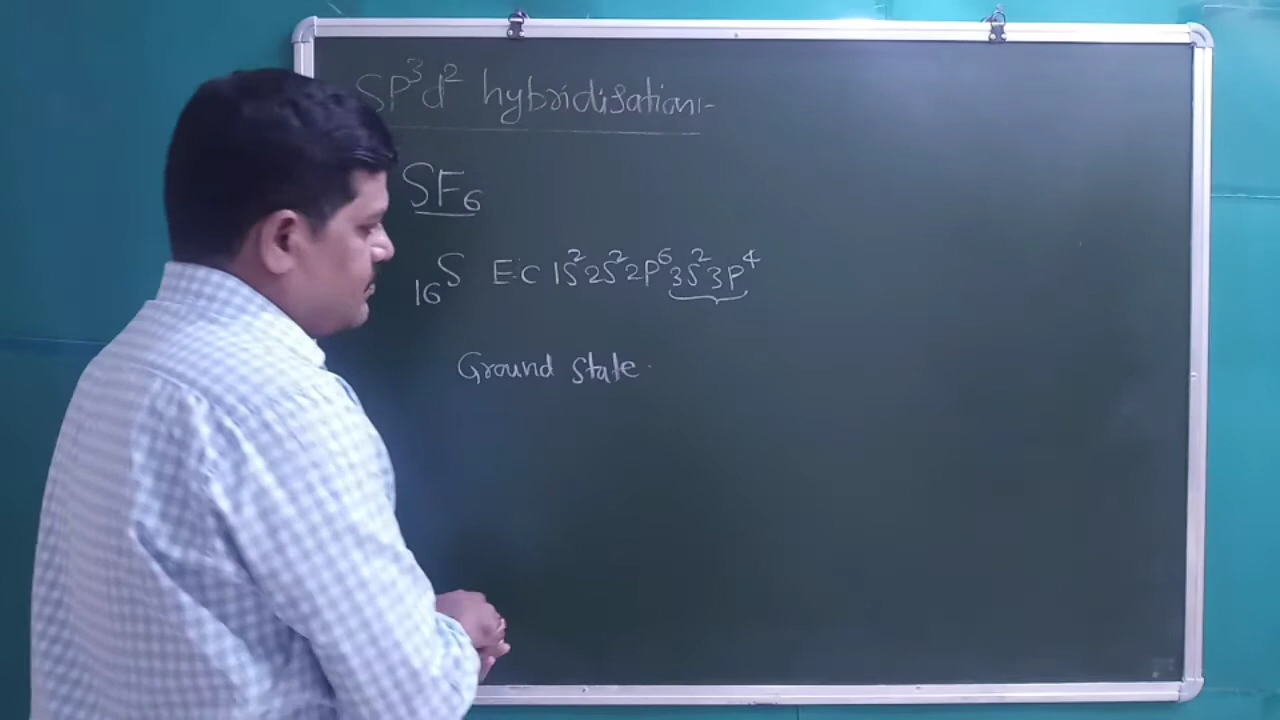 SP³d² hybridisation:-
SF₆
₁₆S E.C 1S²2S²2P⁶3S²3P⁴
Ground state.